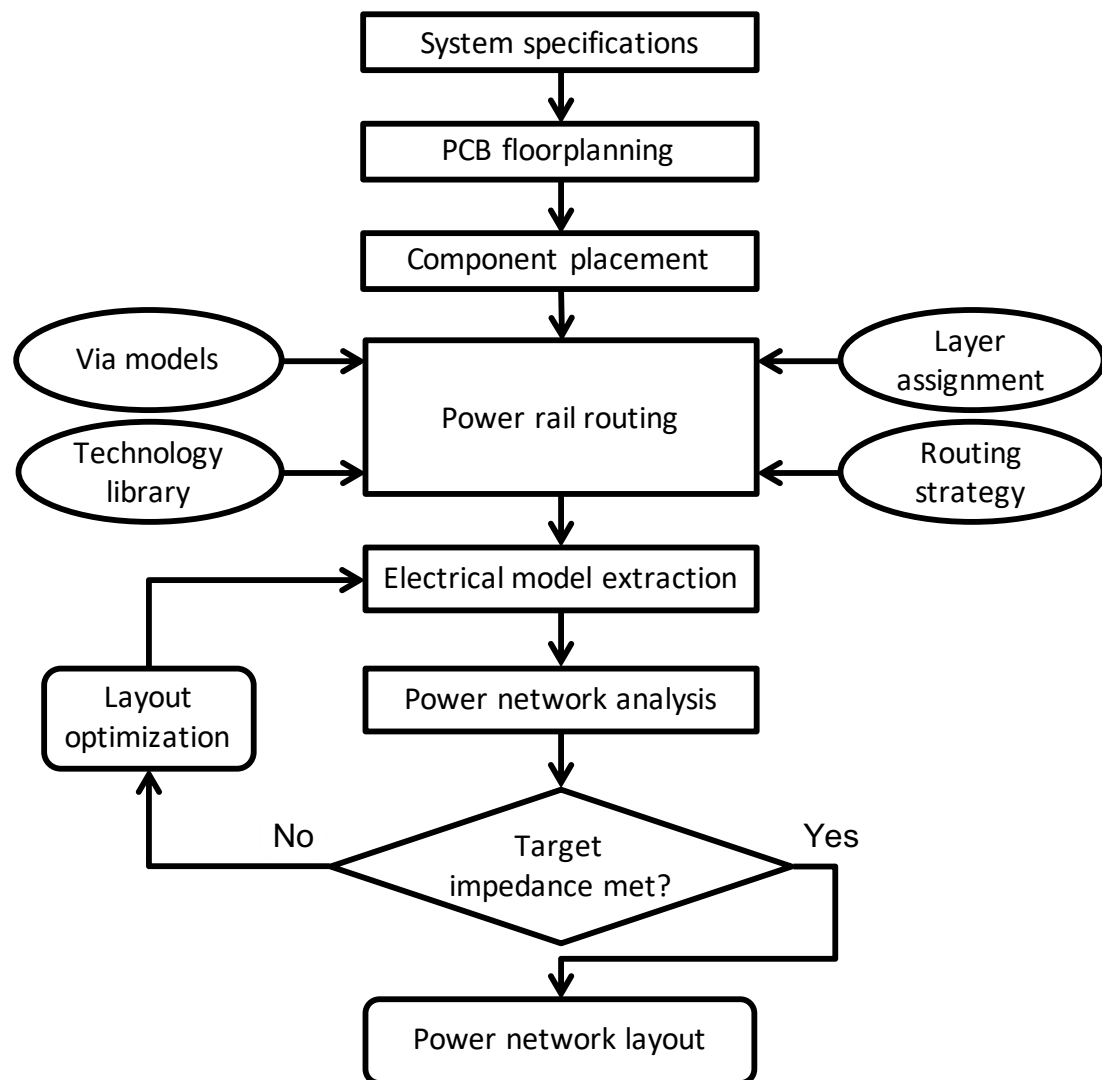 System specifications
PCB floorplanning
Component placement
Via models
Layer
assignment
Power rail routing
Technology
library
Routing
strategy
Electrical model extraction
Layout
optimization
Power network analysis
No
Yes
Target
impedance met?
Power network layout